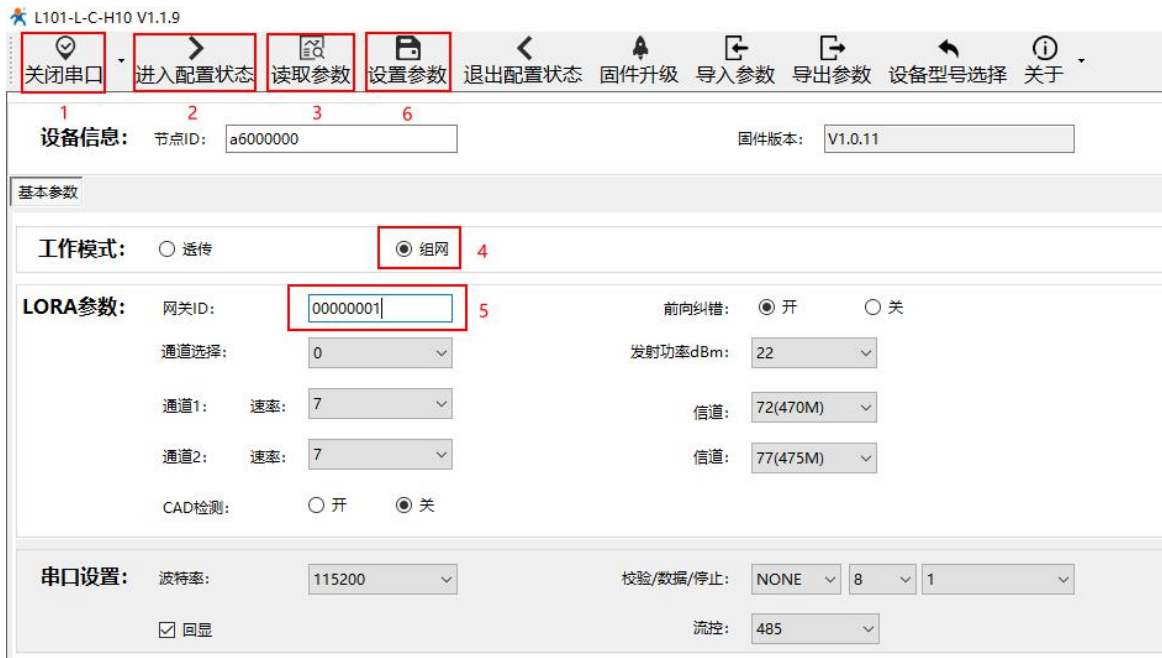 L101-L-C-H10 V1.1.9
关闭串口 进入配置状态 读取参数 设置参数 退出配置状态 固件升级 导入参数 导出参数 设备型号选择 关于
1 2 3 6
设备信息： 节点ID： a6000000 固件版本： V1.0.11
基本参数
工作模式： 透传 组网 4
LORA参数： 网关ID： 00000001 5 前向纠错： 开 关
通道选择： 0 发射功率dBm： 22
通道1： 速率： 7 信道： 72(470M)
通道2： 速率： 7 信道： 77(475M)
CAD检测： 开 关
串口设置： 波特率： 115200 校验/数据/停止： NONE 8 1
回显 流控： 485